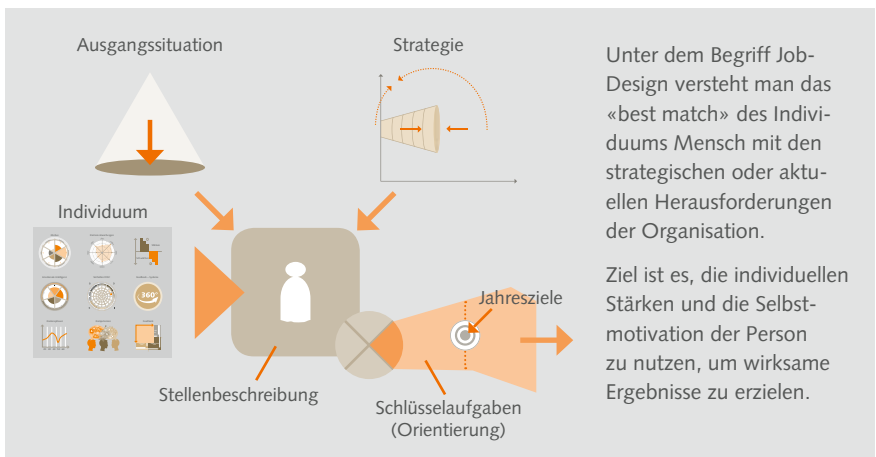 Ausgangssituation
Strategie
Individuum
360°
Stellenbeschreibung
Jahresziele
Schlüsselaufgaben
(Orientierung)
Unter dem Begriff Job-
Design versteht man das
«best match» des Indivi-
duums Mensch mit den
strategischen oder aktu-
ellen Herausforderungen
der Organisation.
Ziel ist es, die individuellen
Stärken und die Selbst-
motivation der Person
zu nutzen, um wirksame
Ergebnisse zu erzielen.